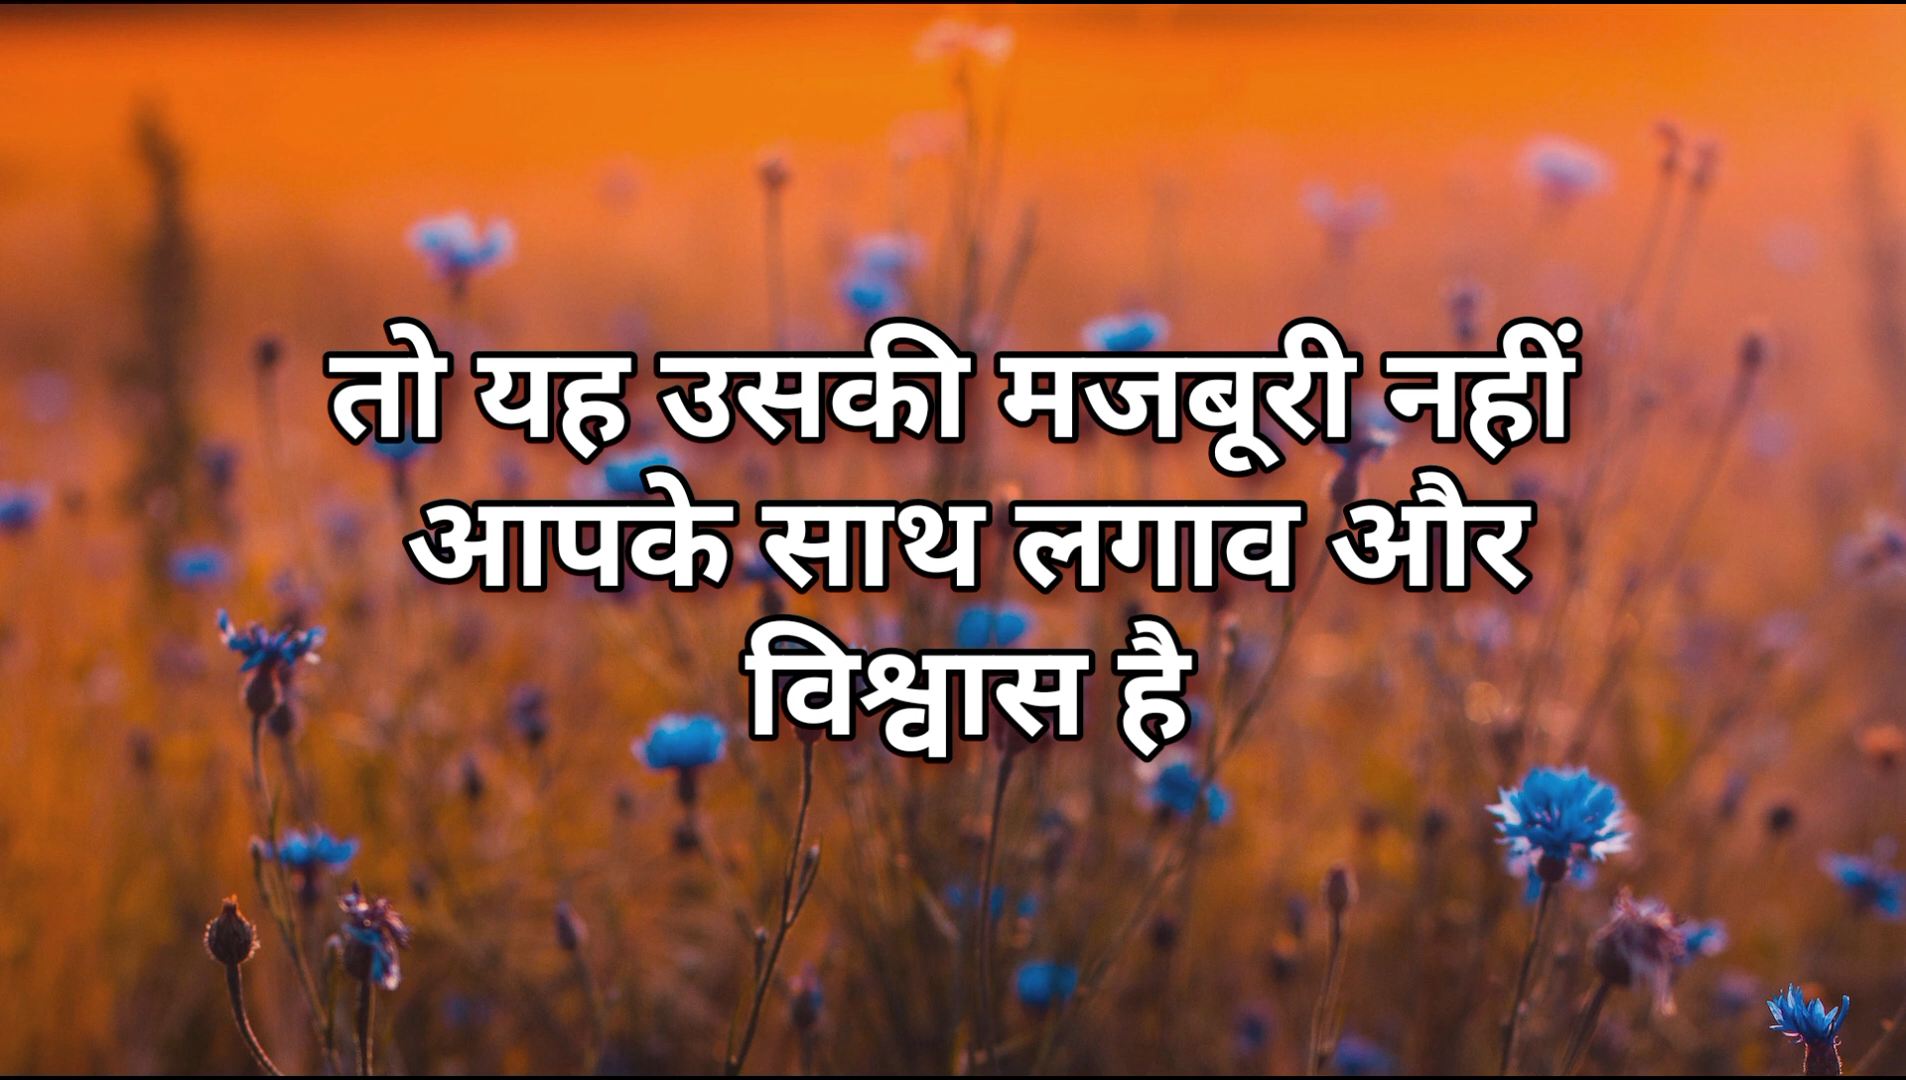 तो यह उसकी मजबूरी नहीं
आपके साथ लगाव और
विश्वास है